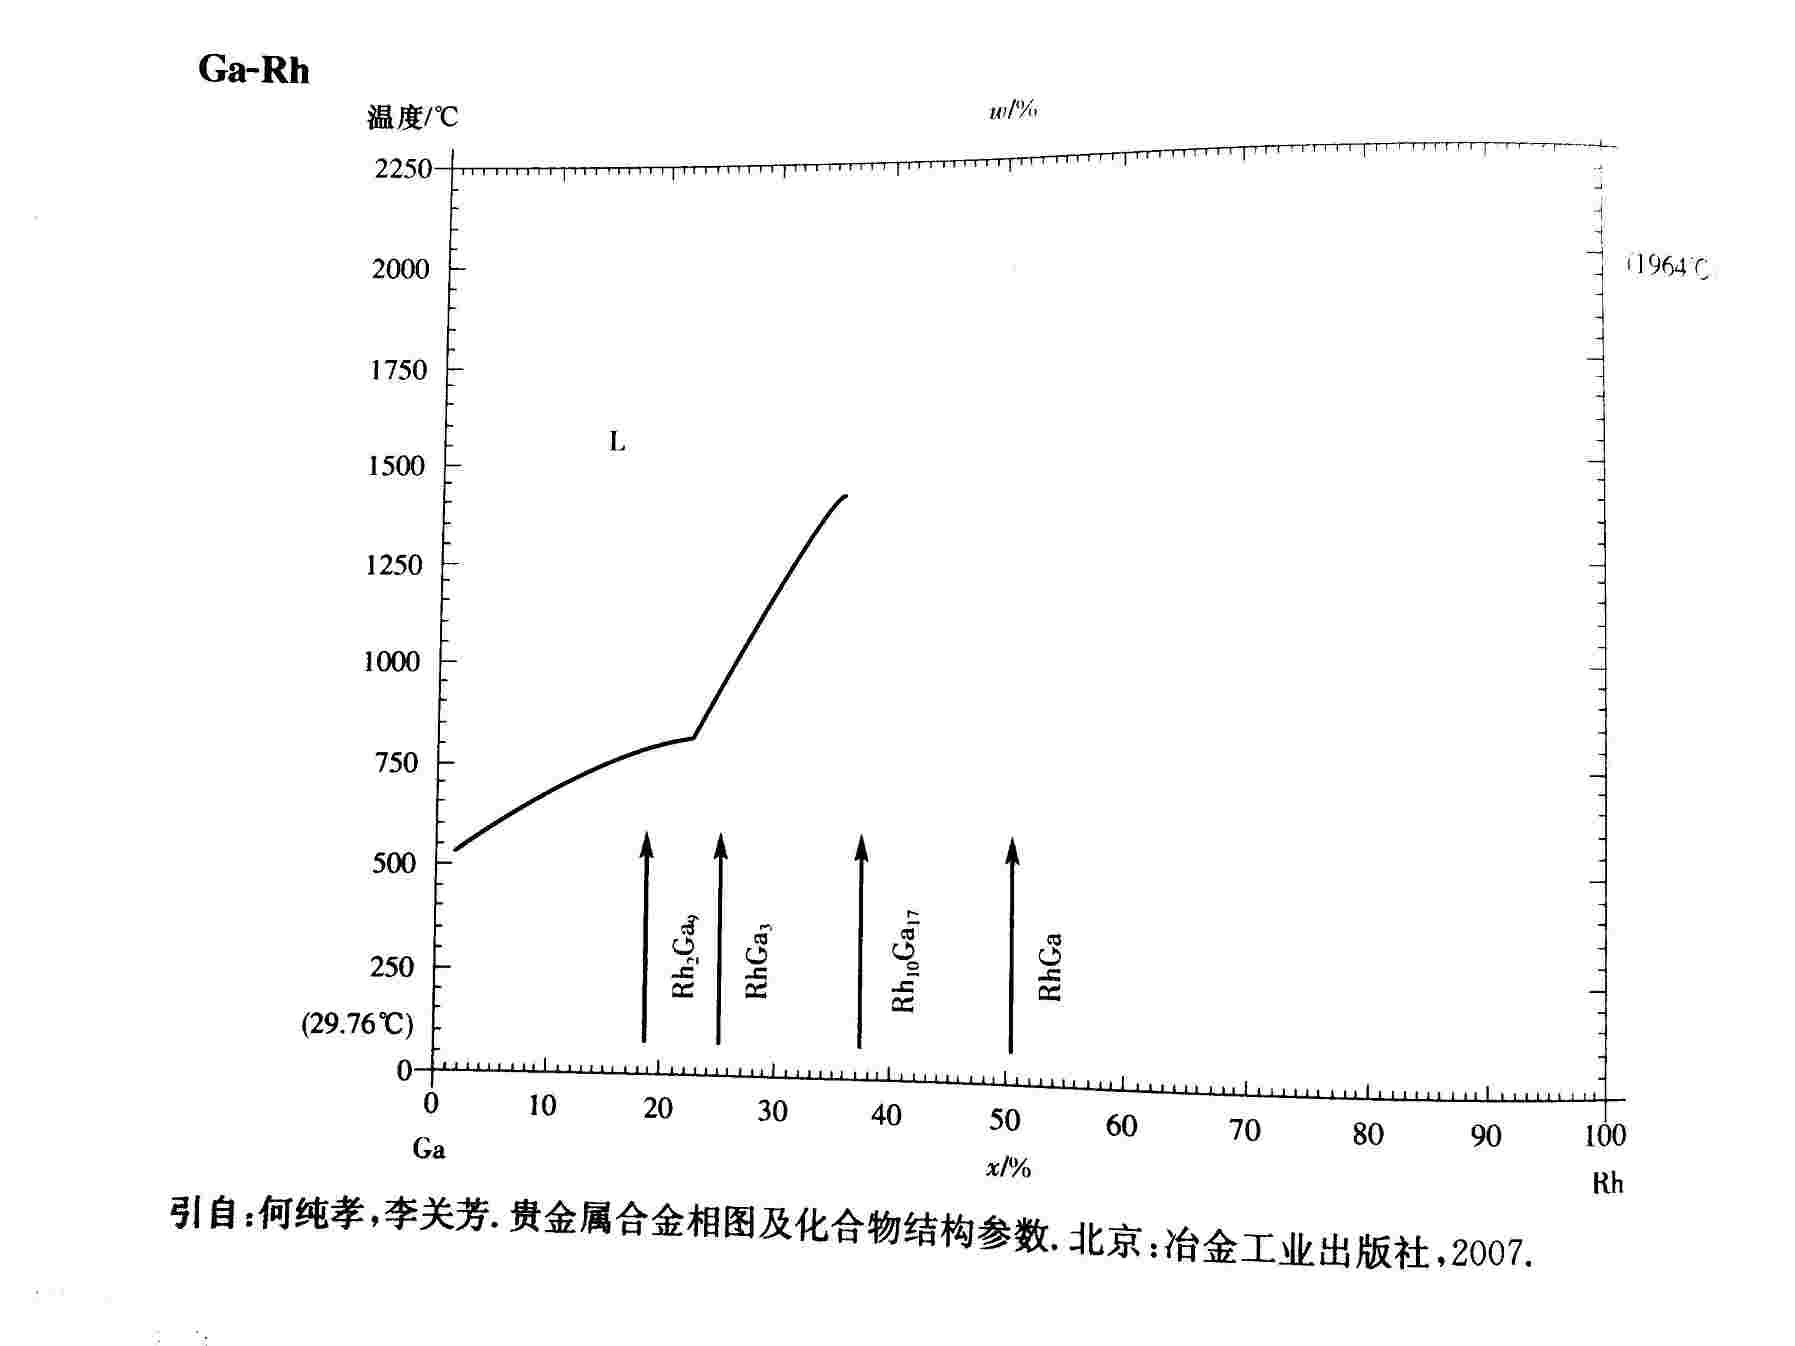 Ga-Rh
温度/℃
w/%
2250
2000
(1964℃
1750
L
1500
1250
1000
750
500
Rh₂Ga₉
RhGa₃
Rh₁₀Ga₁₇
RhGa
250
(29.76℃)
0
0 10 20 30 40 50 60 70 80 90 100
Ga
x/%
Rh
引自:何纯孝,李关芳.贵金属合金相图及化合物结构参数.北京:冶金工业出版社,2007.